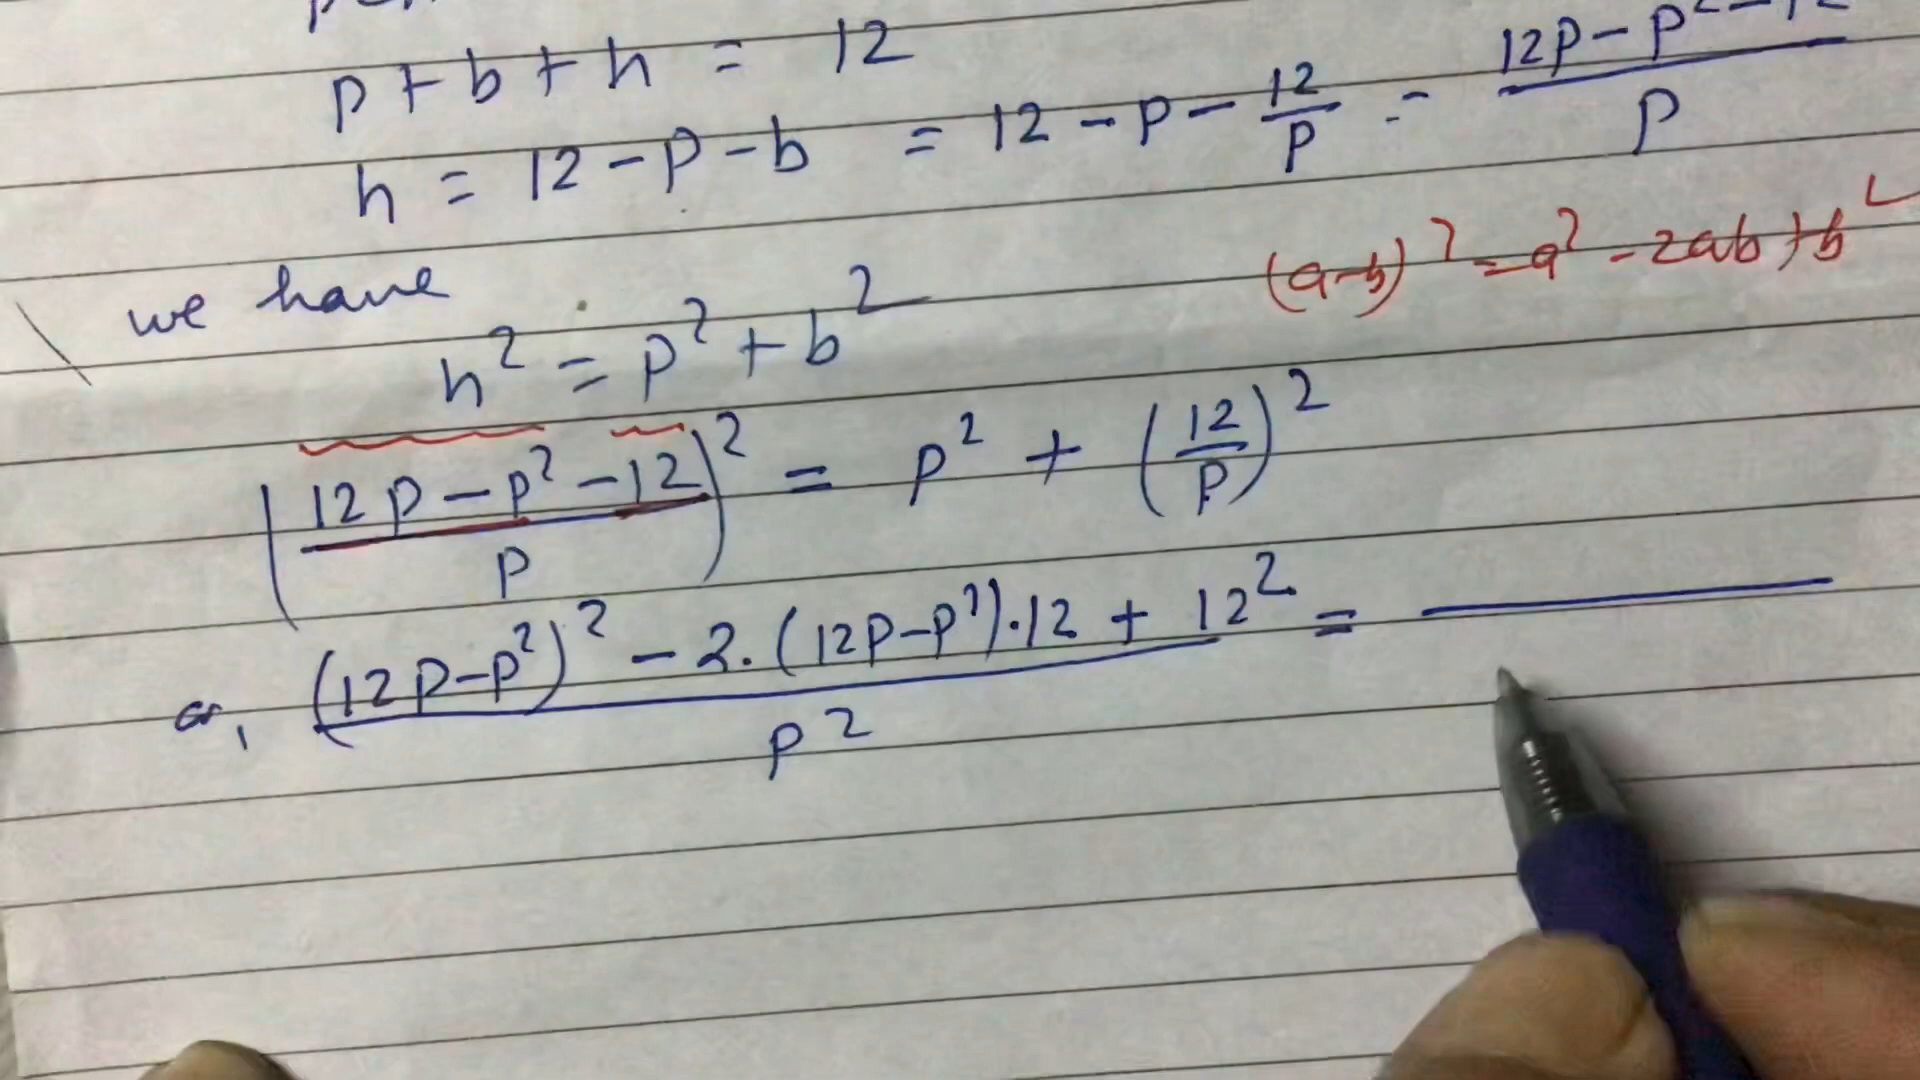 p + b + h = 12
h = 12 - p - b = 12 - p - 12/p = (12p - p² - 12)/p
(a-b)² = a² - 2ab + b²
we have
h² = p² + b²
((12p - p² - 12)/p)² = p² + (12/p)²
or, ((12p-p²)² - 2.(12p-p²).12 + 12²)/p² =